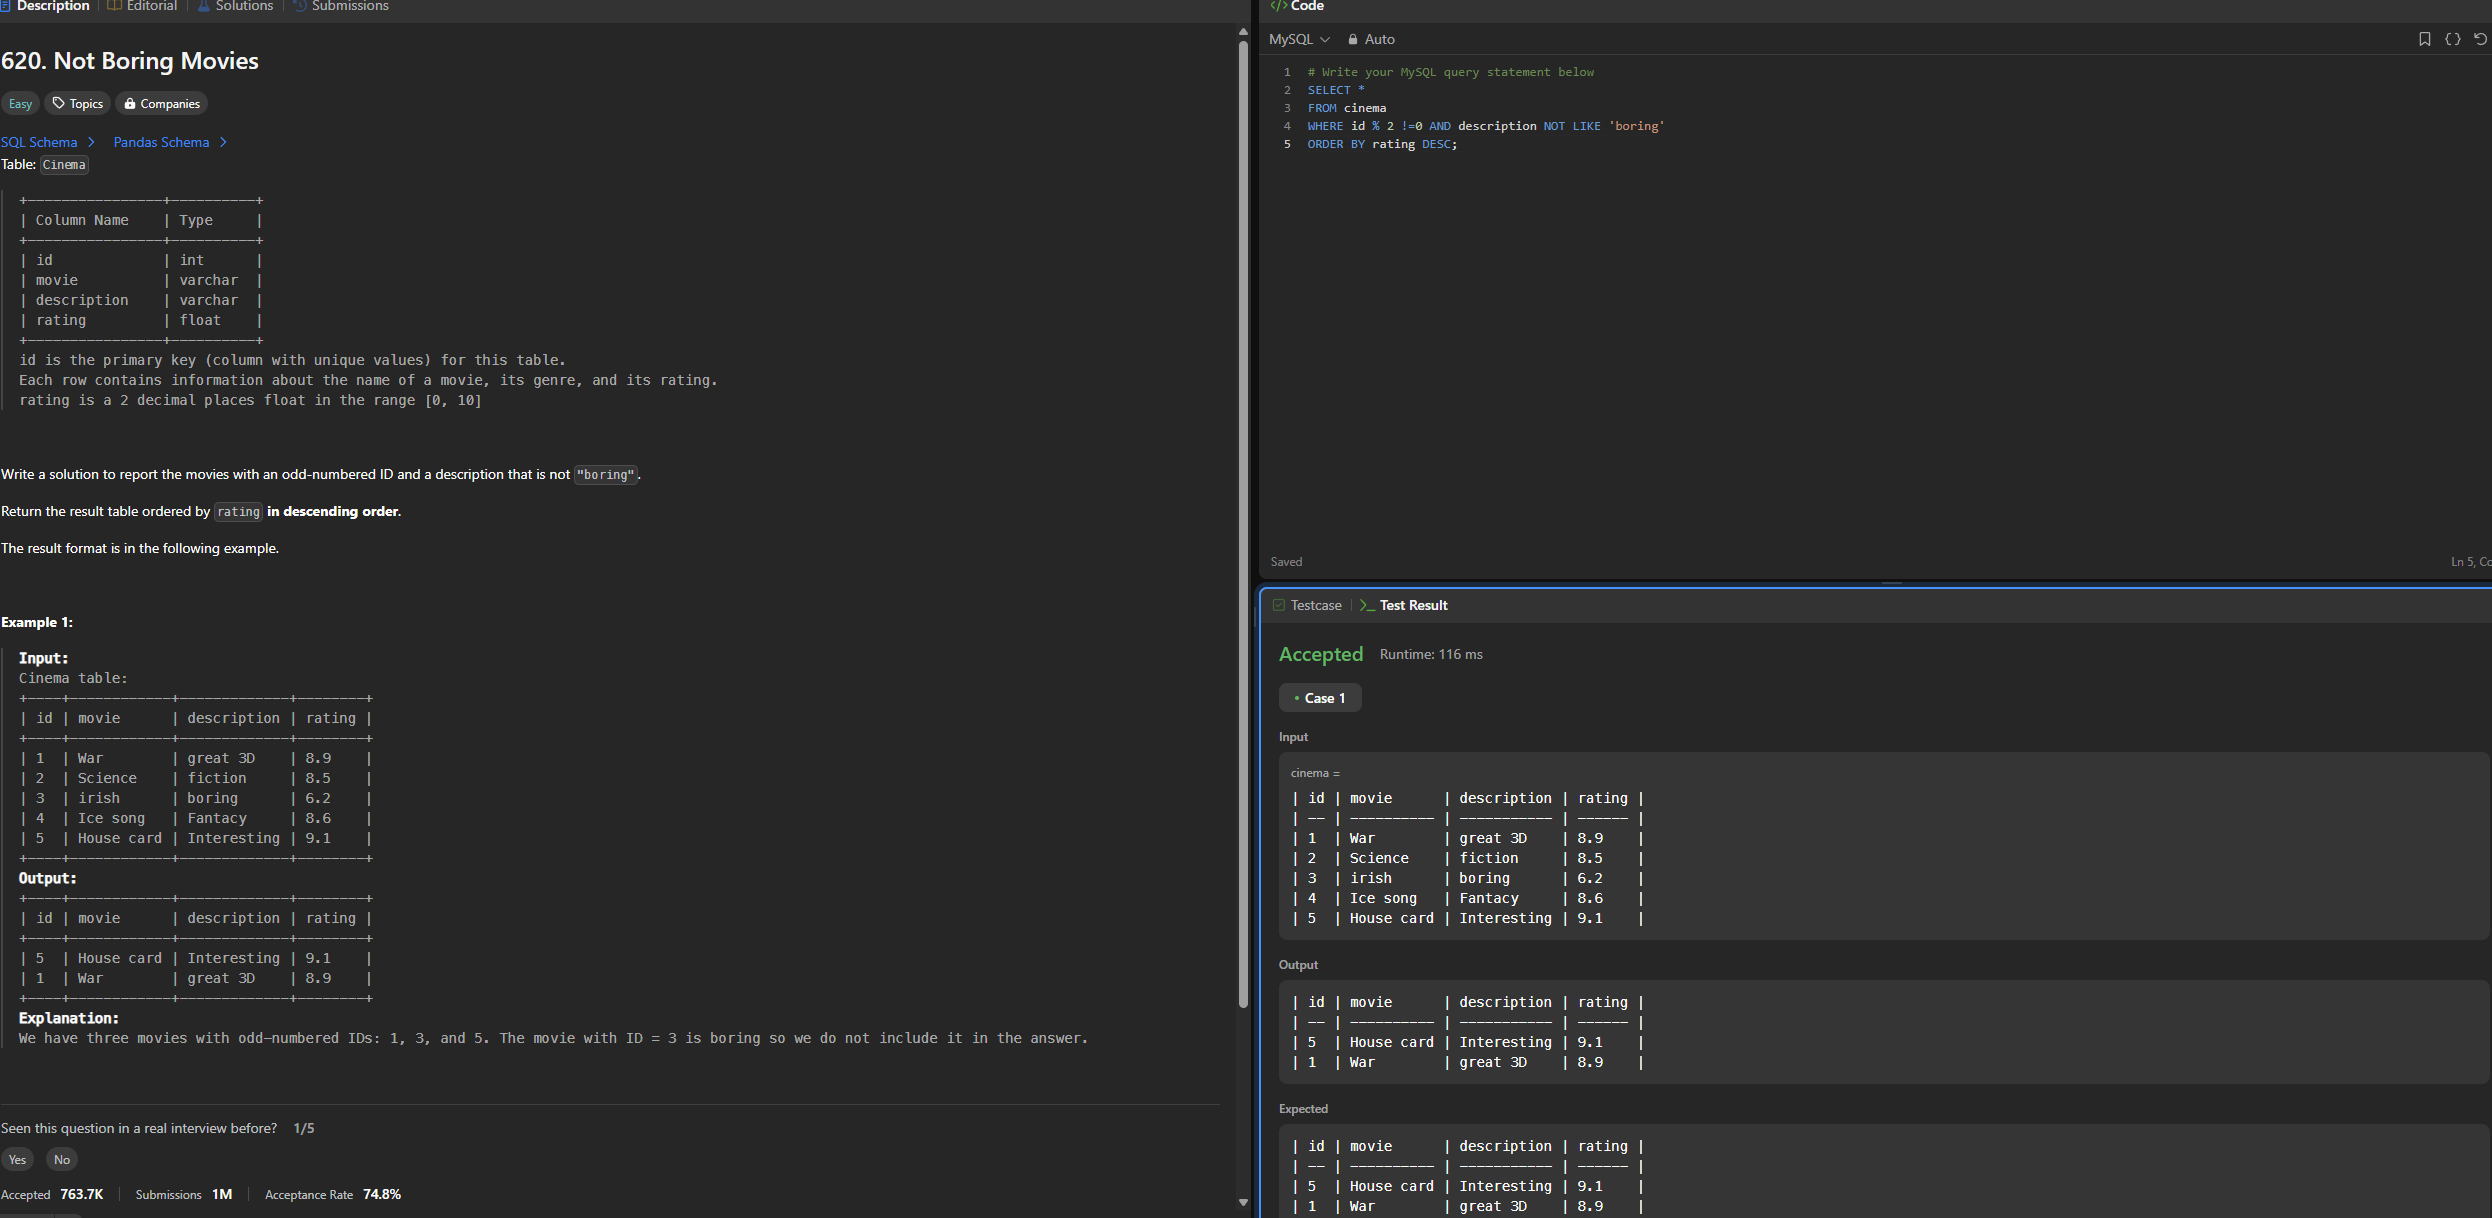 Description
Editorial
Solutions
Submissions
620. Not Boring Movies
Easy
Topics
Companies
SQL Schema
Pandas Schema
Table: Cinema
+----------------+----------+
| Column Name    | Type     |
+----------------+----------+
| id             | int      |
| movie          | varchar  |
| description    | varchar  |
| rating         | float    |
+----------------+----------+
id is the primary key (column with unique values) for this table.
Each row contains information about the name of a movie, its genre, and its rating.
rating is a 2 decimal places float in the range [0, 10]
Write a solution to report the movies with an odd-numbered ID and a description that is not "boring".
Return the result table ordered by rating in descending order.
The result format is in the following example.
Example 1:
Input:
Cinema table:
+----+------------+-------------+--------+
| id | movie      | description | rating |
+----+------------+-------------+--------+
| 1  | War        | great 3D    | 8.9    |
| 2  | Science    | fiction     | 8.5    |
| 3  | irish      | boring      | 6.2    |
| 4  | Ice song   | Fantacy     | 8.6    |
| 5  | House card | Interesting | 9.1    |
+----+------------+-------------+--------+
Output:
+----+------------+-------------+--------+
| id | movie      | description | rating |
+----+------------+-------------+--------+
| 5  | House card | Interesting | 9.1    |
| 1  | War        | great 3D    | 8.9    |
+----+------------+-------------+--------+
Explanation:
We have three movies with odd-numbered IDs: 1, 3, and 5. The movie with ID = 3 is boring so we do not include it in the answer.
Seen this question in a real interview before? 1/5
Yes
No
Accepted 763.7K
Submissions 1M
Acceptance Rate 74.8%
</> Code
MySQL
Auto
1 # Write your MySQL query statement below
2 SELECT *
3 FROM cinema
4 WHERE id % 2 !=0 AND description NOT LIKE 'boring'
5 ORDER BY rating DESC;
Saved
Ln 5, Co
Testcase
>_ Test Result
Accepted Runtime: 116 ms
• Case 1
Input
cinema =
| id | movie      | description | rating |
| -- | ---------- | ----------- | ------ |
| 1  | War        | great 3D    | 8.9    |
| 2  | Science    | fiction     | 8.5    |
| 3  | irish      | boring      | 6.2    |
| 4  | Ice song   | Fantacy     | 8.6    |
| 5  | House card | Interesting | 9.1    |
Output
| id | movie      | description | rating |
| -- | ---------- | ----------- | ------ |
| 5  | House card | Interesting | 9.1    |
| 1  | War        | great 3D    | 8.9    |
Expected
| id | movie      | description | rating |
| -- | ---------- | ----------- | ------ |
| 5  | House card | Interesting | 9.1    |
| 1  | War        | great 3D    | 8.9    |